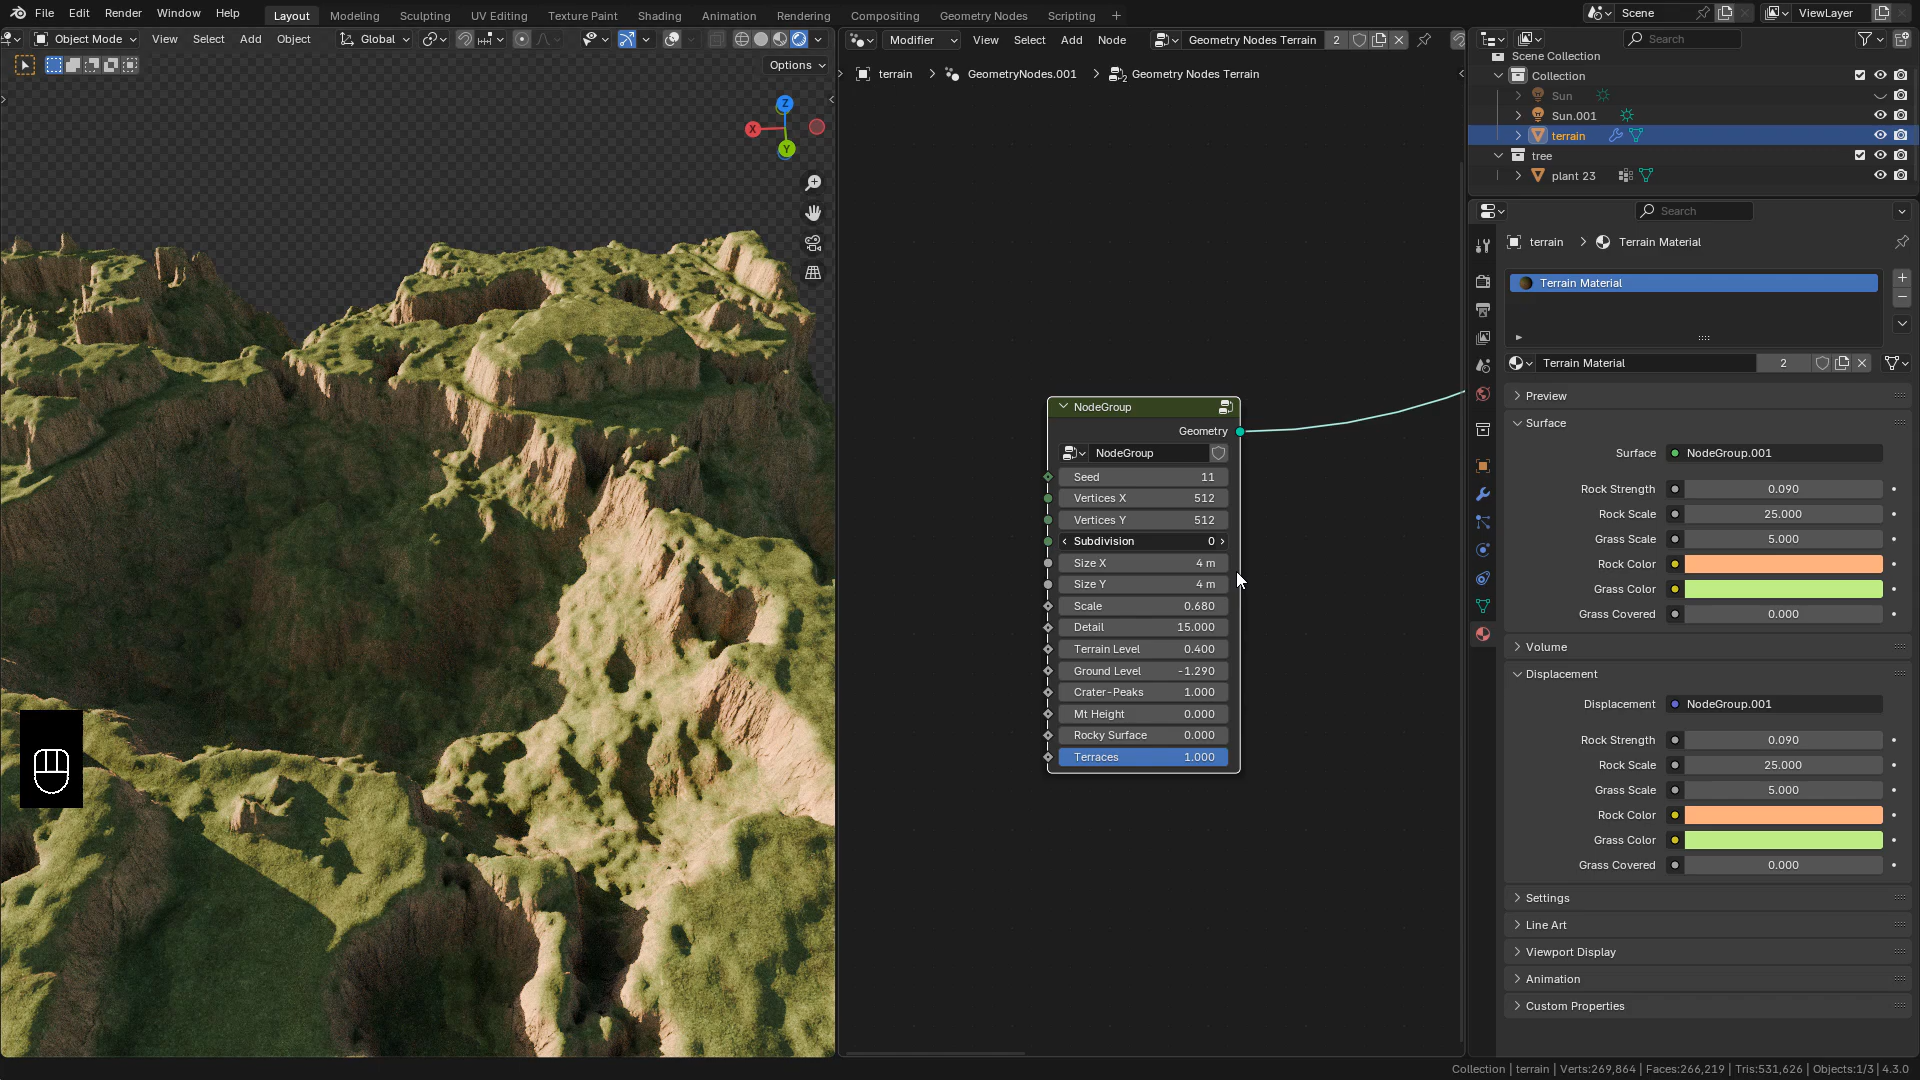 File Edit Render Window Help Layout Modeling Sculpting UV Editing Texture Paint Shading Animation Rendering Compositing Geometry Nodes Scripting + Scene ViewLayer
Object Mode View Select Add Object Global Modifier View Select Add Node Geometry Nodes Terrain 2 Search
Options
terrain > GeometryNodes.001 > Geometry Nodes Terrain
Z
X
Y
Scene Collection
Collection
Sun
Sun.001
terrain
tree
plant 23
Search
terrain > Terrain Material
Terrain Material
Terrain Material 2
Preview
Surface
Surface NodeGroup.001
Rock Strength 0.090
Rock Scale 25.000
Grass Scale 5.000
Rock Color
Grass Color
Grass Covered 0.000
Volume
Displacement
Displacement NodeGroup.001
Rock Strength 0.090
Rock Scale 25.000
Grass Scale 5.000
Rock Color
Grass Color
Grass Covered 0.000
Settings
Line Art
Viewport Display
Animation
Custom Properties
NodeGroup
Geometry
NodeGroup
Seed 11
Vertices X 512
Vertices Y 512
Subdivision 0
Size X 4 m
Size Y 4 m
Scale 0.680
Detail 15.000
Terrain Level 0.400
Ground Level -1.290
Crater-Peaks 1.000
Mt Height 0.000
Rocky Surface 0.000
Terraces 1.000
Collection | terrain | Verts:269,864 | Faces:266,219 | Tris:531,626 | Objects:1/3 | 4.3.0